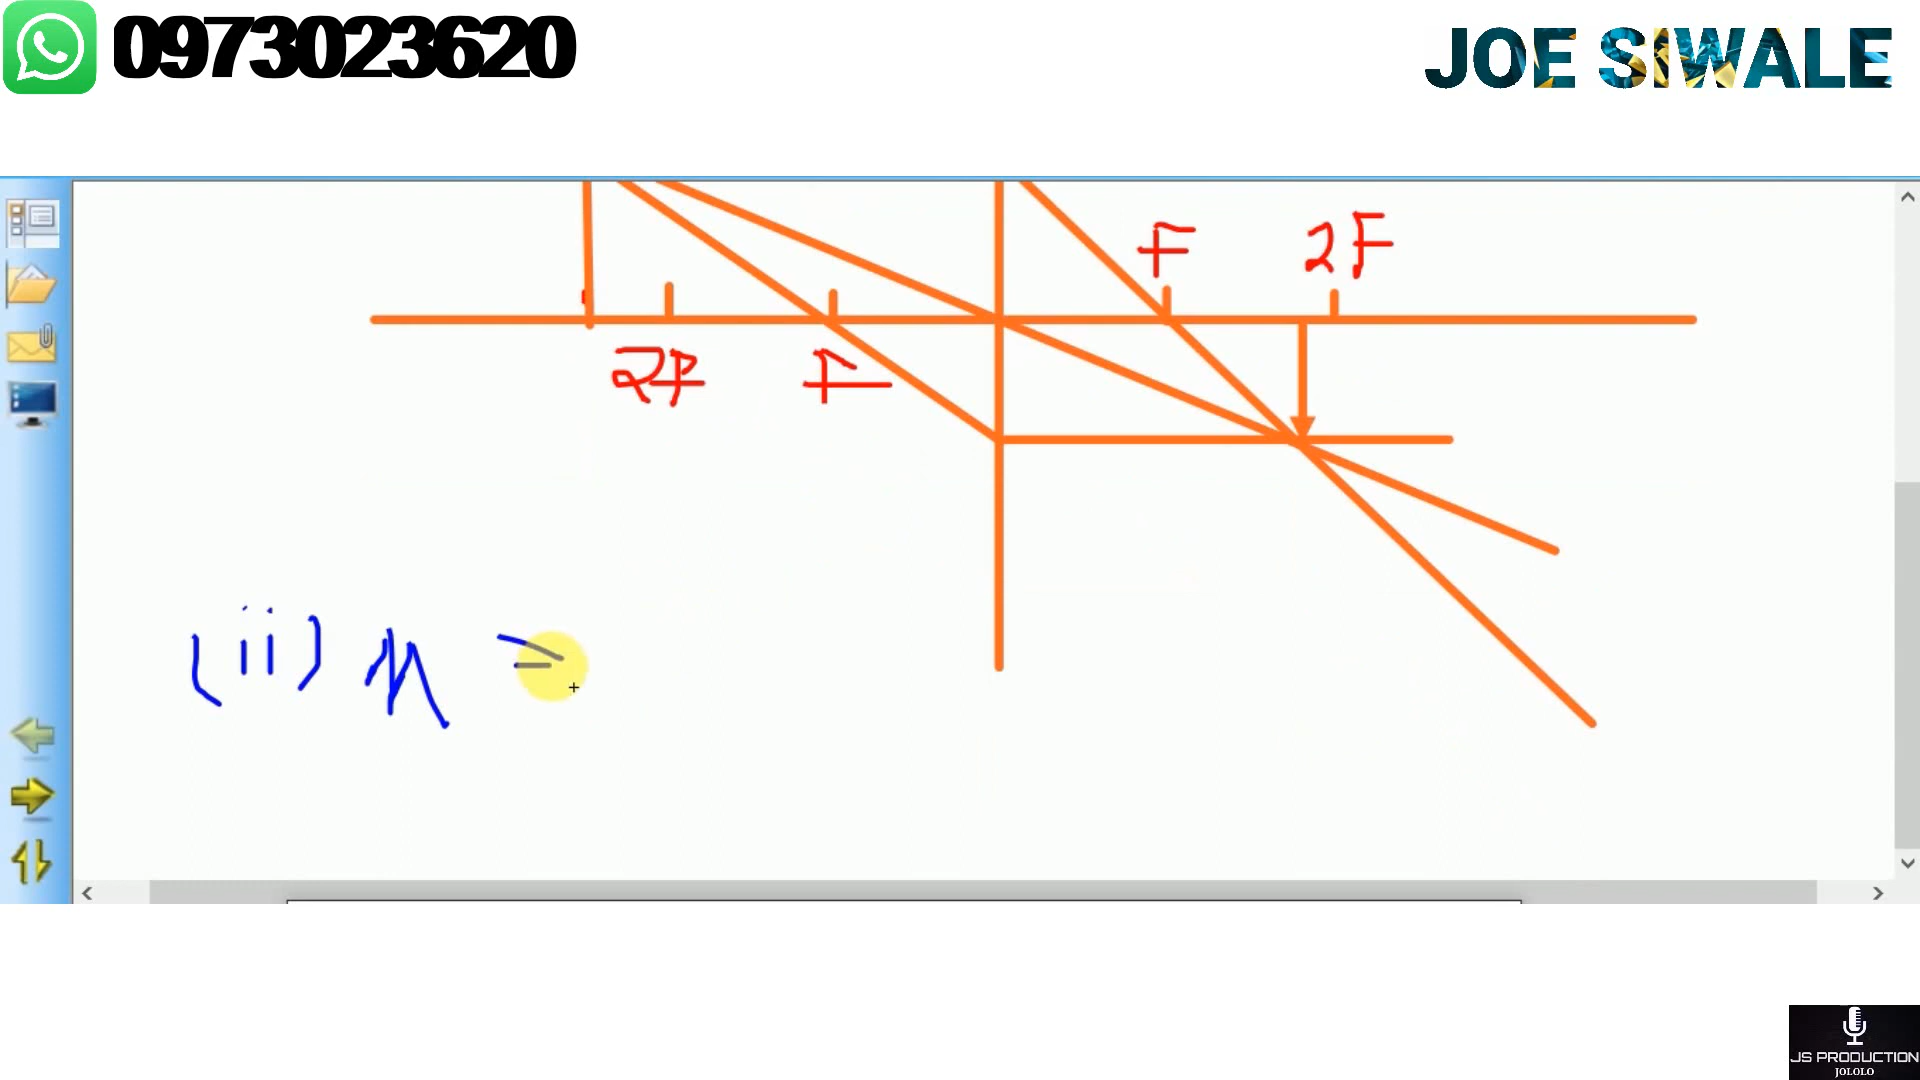 0973023620
JOE SIWALE
F 2F
2F F
(ii) M =
JS PRODUCTION
JOLOLO